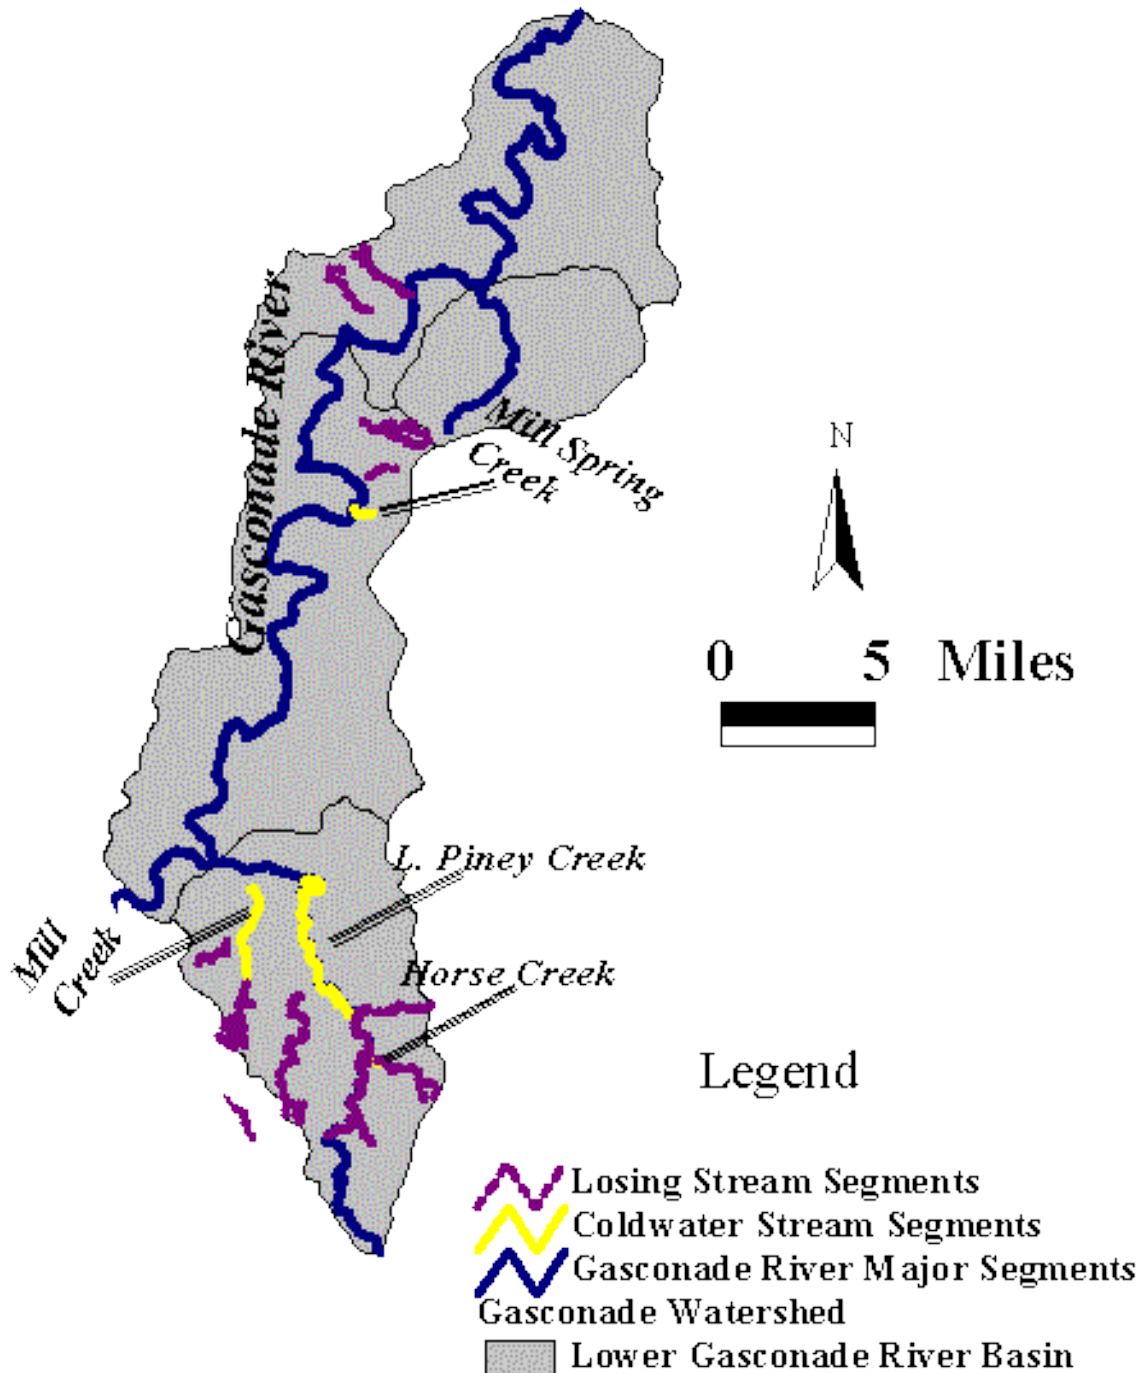 Gasconade River
Mill Spring
Creek
N
0 5 Miles
L. Piney Creek
Mill
Creek
Horse Creek
Legend
Losing Stream Segments
Coldwater Stream Segments
Gasconade River Major Segments
Gasconade Watershed
Lower Gasconade River Basin